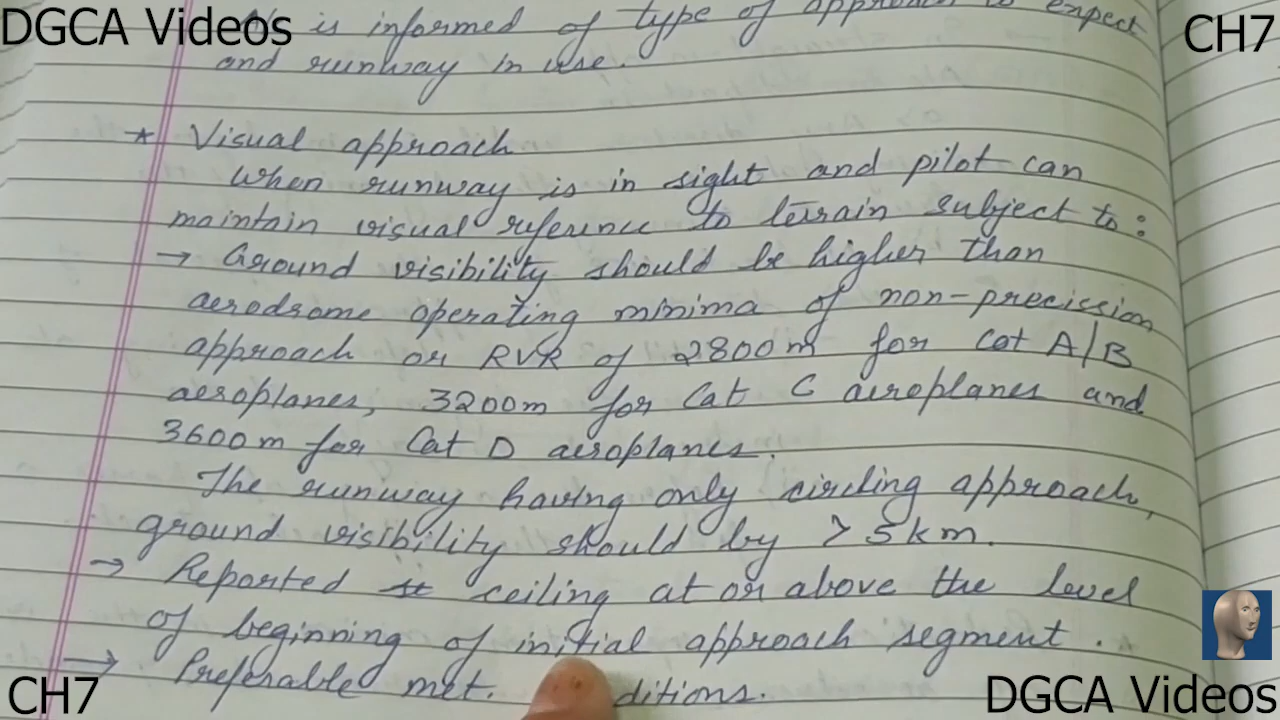 DGCA Videos
CH7
is informed of type of approach to expect
and runway in use.
* Visual approach
When runway is in sight and pilot can
maintain visual reference to terrain subject to:
→ Ground visibility should be higher than
aerodrome operating minima of non-precission
approach or RVR of 2800m for Cat A/B
aeroplanes, 3200m for Cat C aeroplanes and
3600m for Cat D aeroplanes.
The runway having only circling approach,
ground visibility should by > 5km.
→ Reported ceiling at or above the level
of beginning of initial approach segment.
→ Preferable met. ditions.
CH7
DGCA Videos